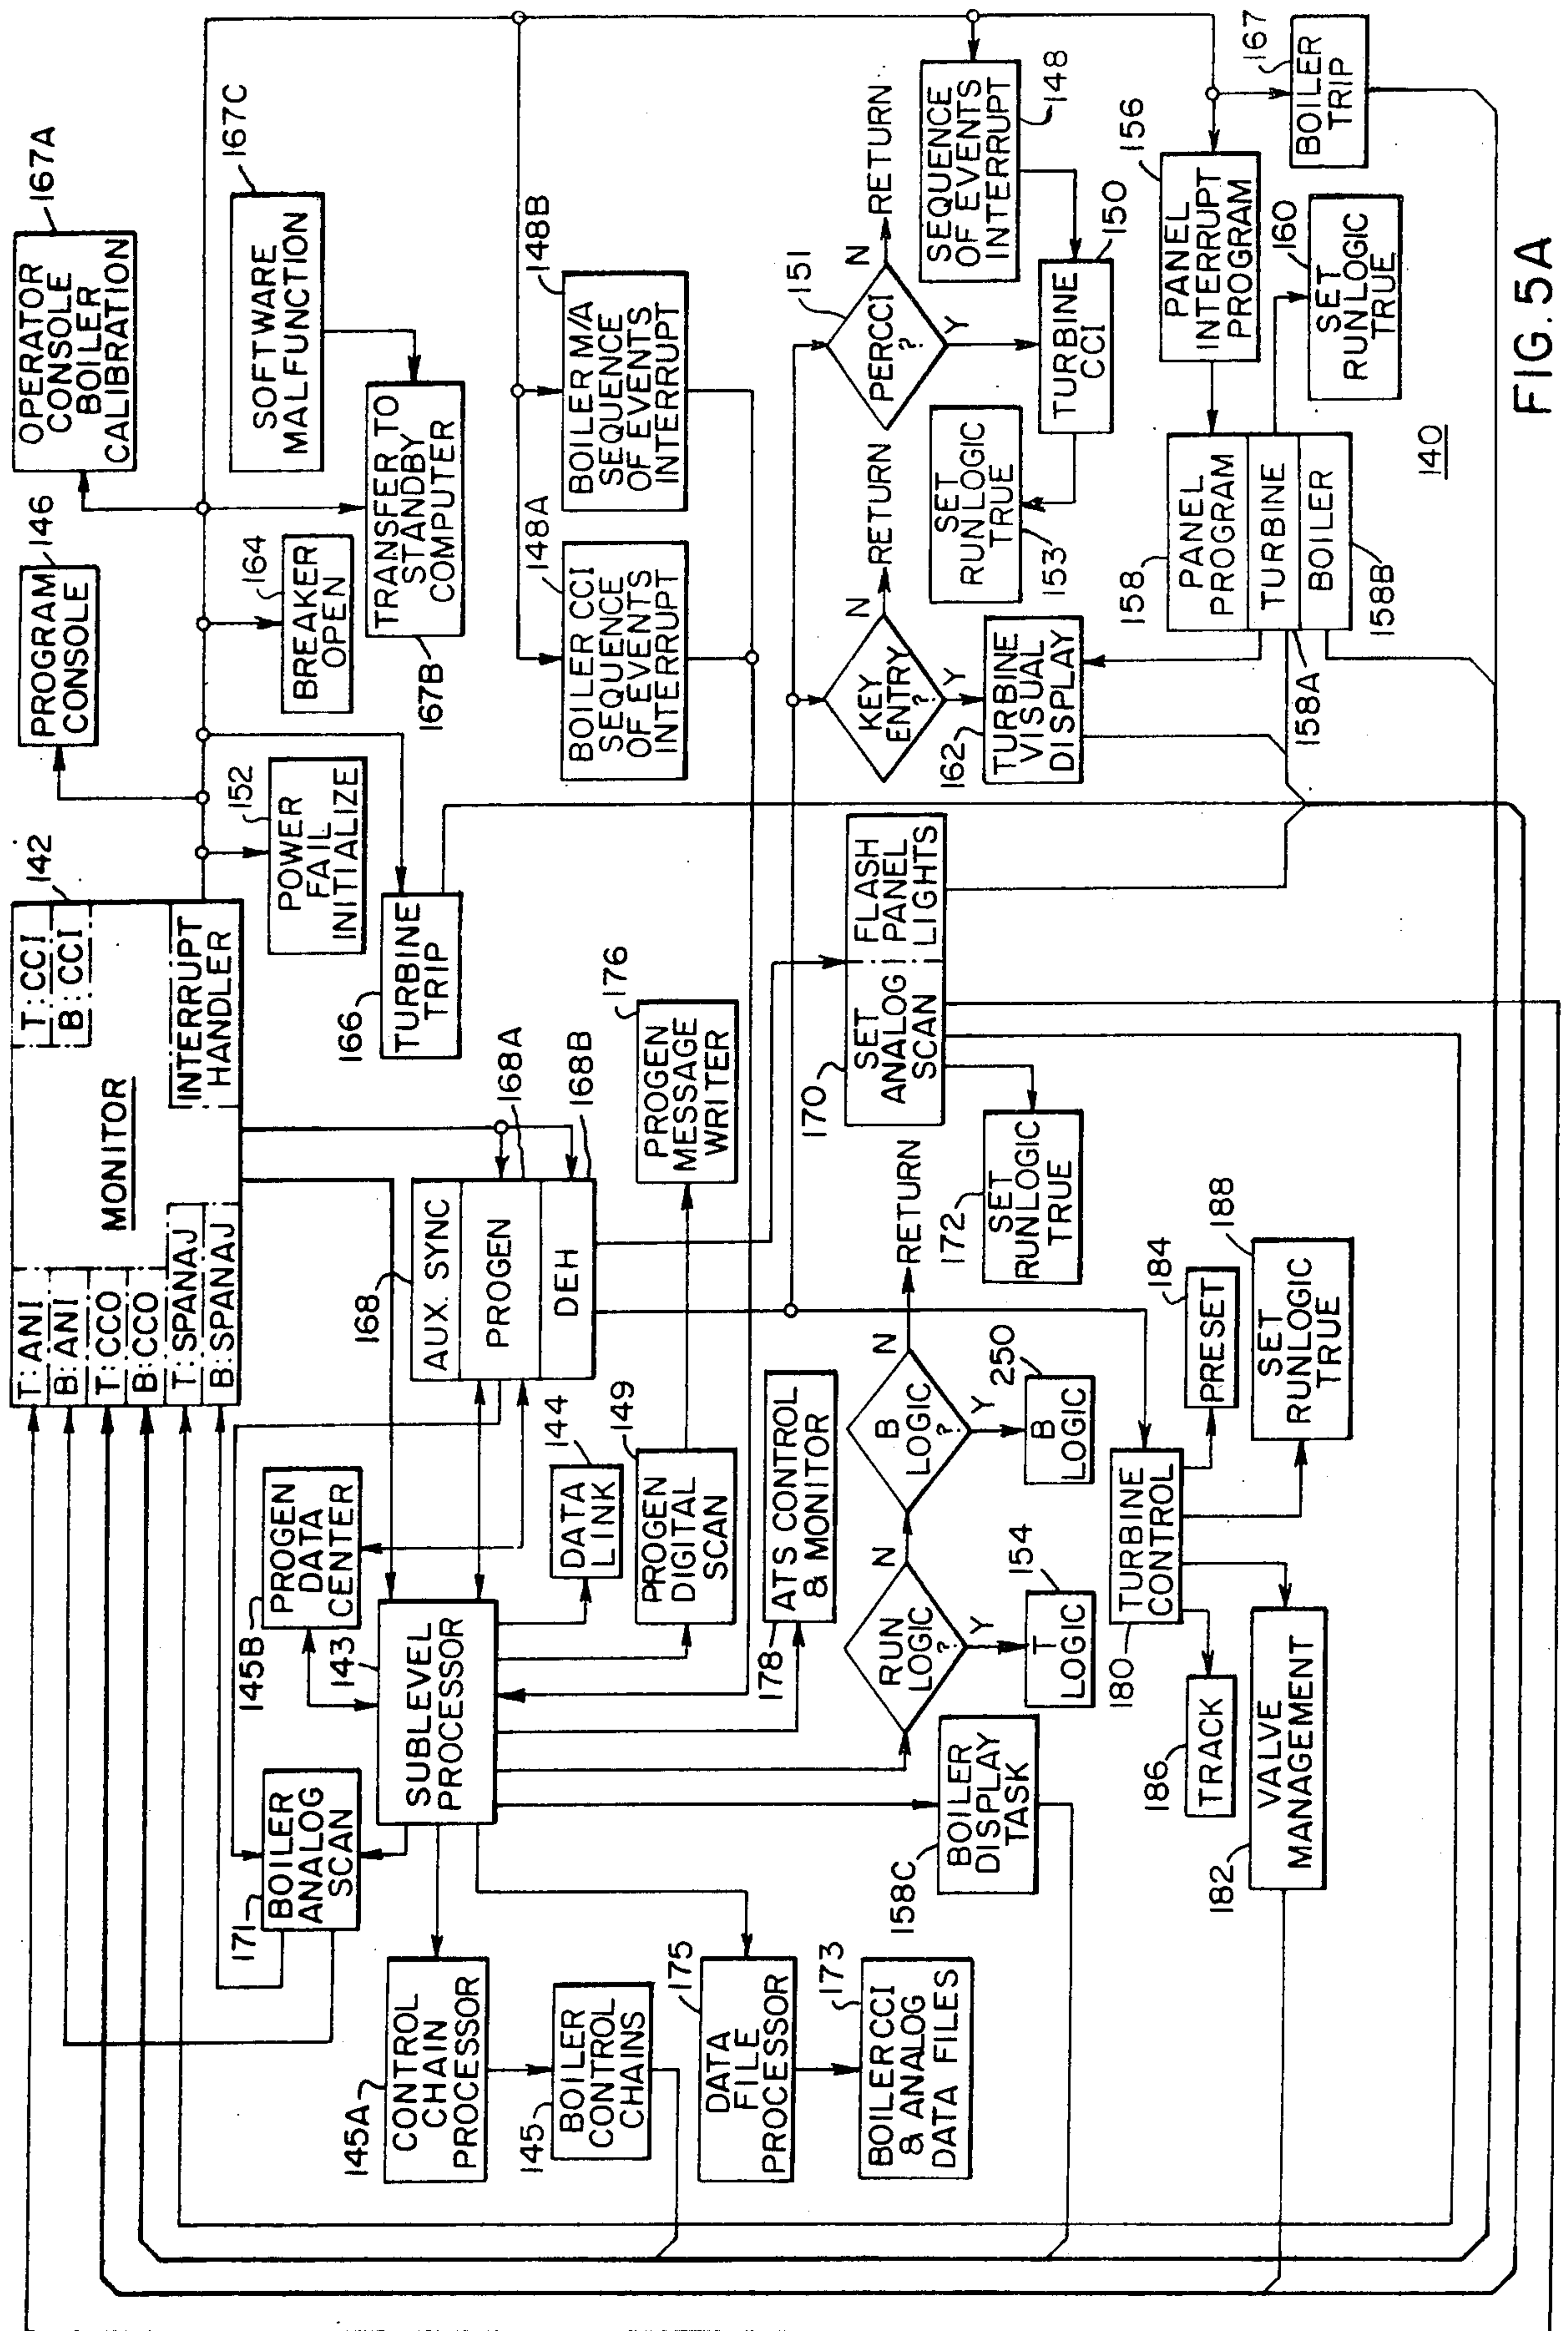 T:ANI
B:ANI
T:CCO
B:CCO
T:SPANAJ
B:SPANAJ
MONITOR
T:CCI
B:CCI
INTERRUPT
HANDLER
142
PROGRAM
CONSOLE
146
OPERATOR
CONSOLE
BOILER
CALIBRATION
167A
POWER
FAIL
INITIALIZE
152
BREAKER
OPEN
164
SOFTWARE
MALFUNCTION
167C
TRANSFER TO
STANDBY
COMPUTER
167B
TURBINE
TRIP
166
171
BOILER
ANALOG
SCAN
145B
PROGEN
DATA
CENTER
143
SUBLEVEL
PROCESSOR
168
AUX. SYNC
PROGEN
DEH
168A
168B
145A
CONTROL
CHAIN
PROCESSOR
145
BOILER
CONTROL
CHAINS
DATA
LINK
144
PROGEN
DIGITAL
SCAN
149
PROGEN
MESSAGE
WRITER
176
BOILER CCI
SEQUENCE
OF EVENTS
INTERRUPT
148A
BOILER M/A
SEQUENCE
OF EVENTS
INTERRUPT
148B
175
DATA
FILE
PROCESSOR
173
BOILER CCI
& ANALOG
DATA FILES
178
ATS CONTROL
& MONITOR
RUN
LOGIC
?
N
Y
B
LOGIC
?
N
Y
RETURN
T
LOGIC
154
B
LOGIC
250
158C
BOILER
DISPLAY
TASK
170
SET
ANALOG
SCAN
FLASH
PANEL
LIGHTS
172
SET
RUNLOGIC
TRUE
KEY
ENTRY
?
N
Y
RETURN
PERCCI
?
151
N
Y
RETURN
162
TURBINE
VISUAL
DISPLAY
SET
RUNLOGIC
TRUE
153
SEQUENCE
OF EVENTS
INTERRUPT
148
TURBINE
CCI
150
180
TURBINE
CONTROL
186
TRACK
184
PRESET
182
VALVE
MANAGEMENT
188
SET
RUNLOGIC
TRUE
PANEL
INTERRUPT
PROGRAM
156
158
PANEL
PROGRAM
TURBINE
BOILER
158A
158B
160
SET
RUNLOGIC
TRUE
BOILER
TRIP
167
140
FIG. 5A